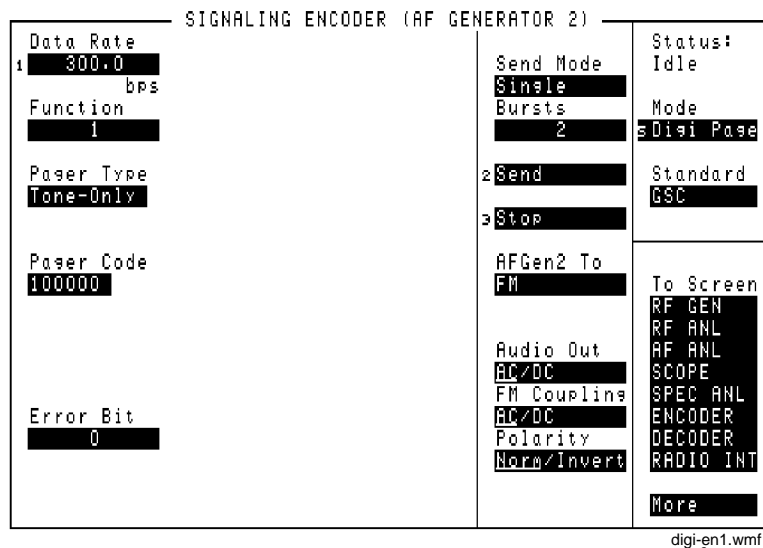 SIGNALING ENCODER (AF GENERATOR 2)
Data Rate
1 300.0
bps
Function
1
Pager Type
Tone-Only
Pager Code
100000
Error Bit
0
Send Mode
Single
Bursts
2
2 Send
3 Stop
AFGen2 To
FM
Audio Out
AC/DC
FM Coupling
AC/DC
Polarity
Norm/Invert
Status:
Idle
Mode
5 Digi Page
Standard
GSC
To Screen
RF GEN
RF ANL
AF ANL
SCOPE
SPEC ANL
ENCODER
DECODER
RADIO INT
More
digi-en1.wmf